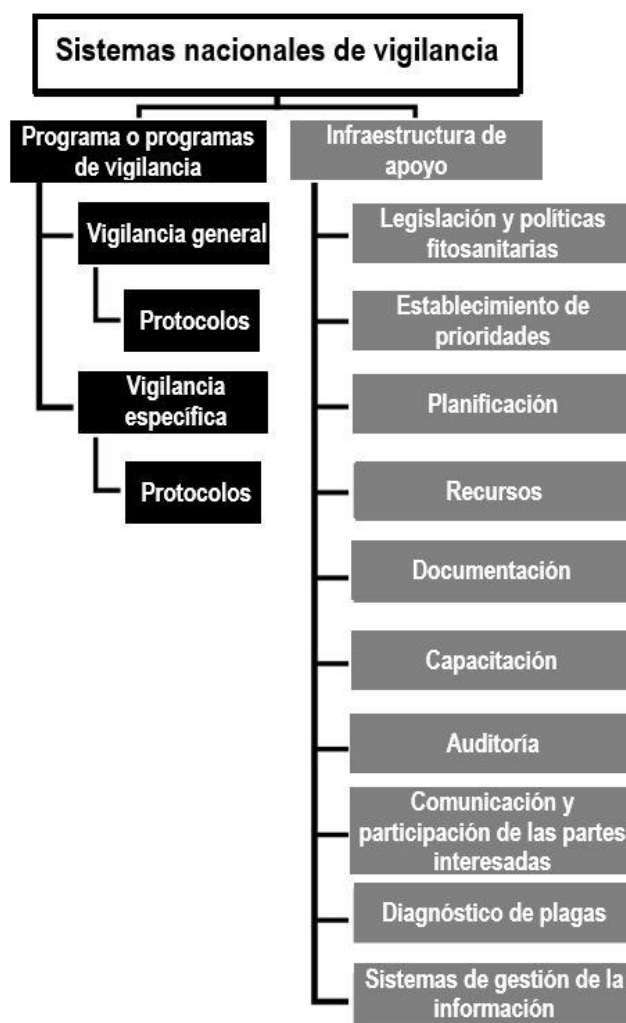 Sistemas nacionales de vigilancia
Programa o programas
de vigilancia
Vigilancia general
Protocolos
Vigilancia
específica
Protocolos
Infraestructura de
apoyo
Legislación y políticas
fitosanitarias
Establecimiento de
prioridades
Planificación
Recursos
Documentación
Capacitación
Auditoría
Comunicación y
participación de las partes
interesadas
Diagnóstico de plagas
Sistemas de gestión de la
información